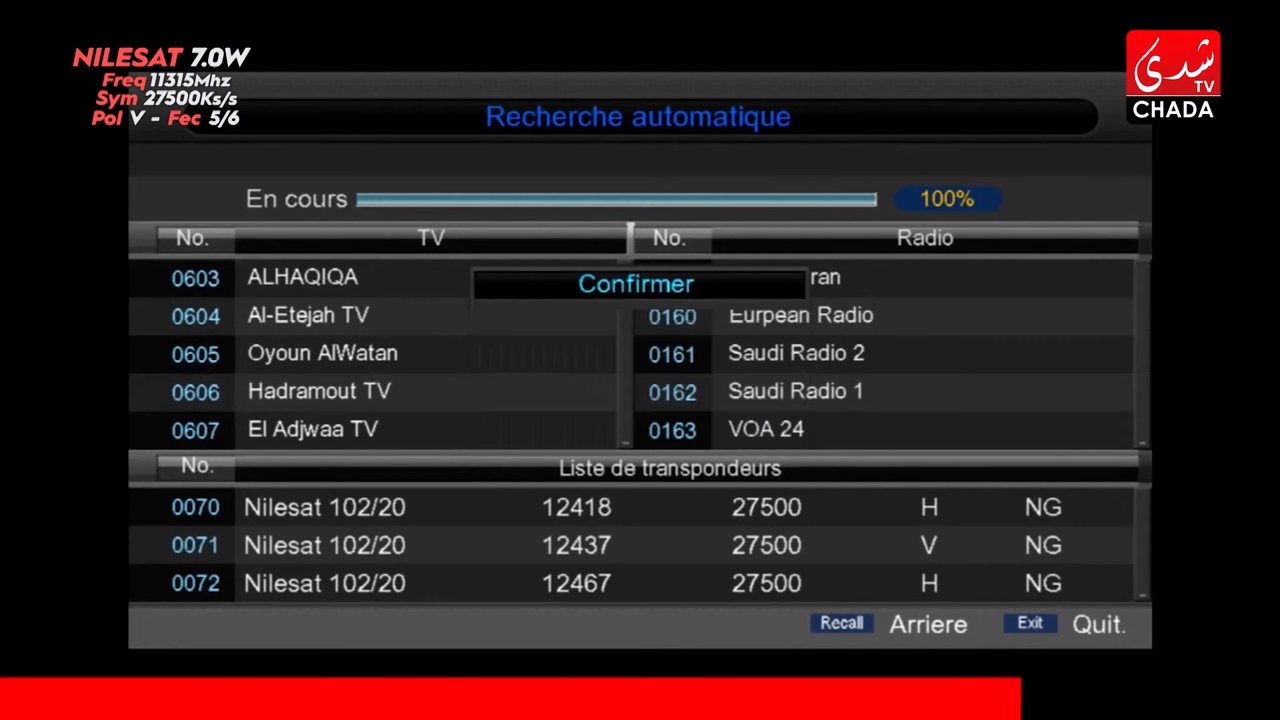 NILESAT 7.0W
Freq 11315Mhz
Sym 27500Ks/s
Pol V - Fec 5/6
شدى
TV
CHADA
Recherche automatique
En cours 100%
No. TV No. Radio
0603 ALHAQIQA ran
Confirmer
0604 Al-Etejah TV 0160 Eurpean Radio
0605 Oyoun AlWatan 0161 Saudi Radio 2
0606 Hadramout TV 0162 Saudi Radio 1
0607 El Adjwaa TV 0163 VOA 24
No. Liste de transpondeurs
0070 Nilesat 102/20 12418 27500 H NG
0071 Nilesat 102/20 12437 27500 V NG
0072 Nilesat 102/20 12467 27500 H NG
Recall Arriere Exit Quit.